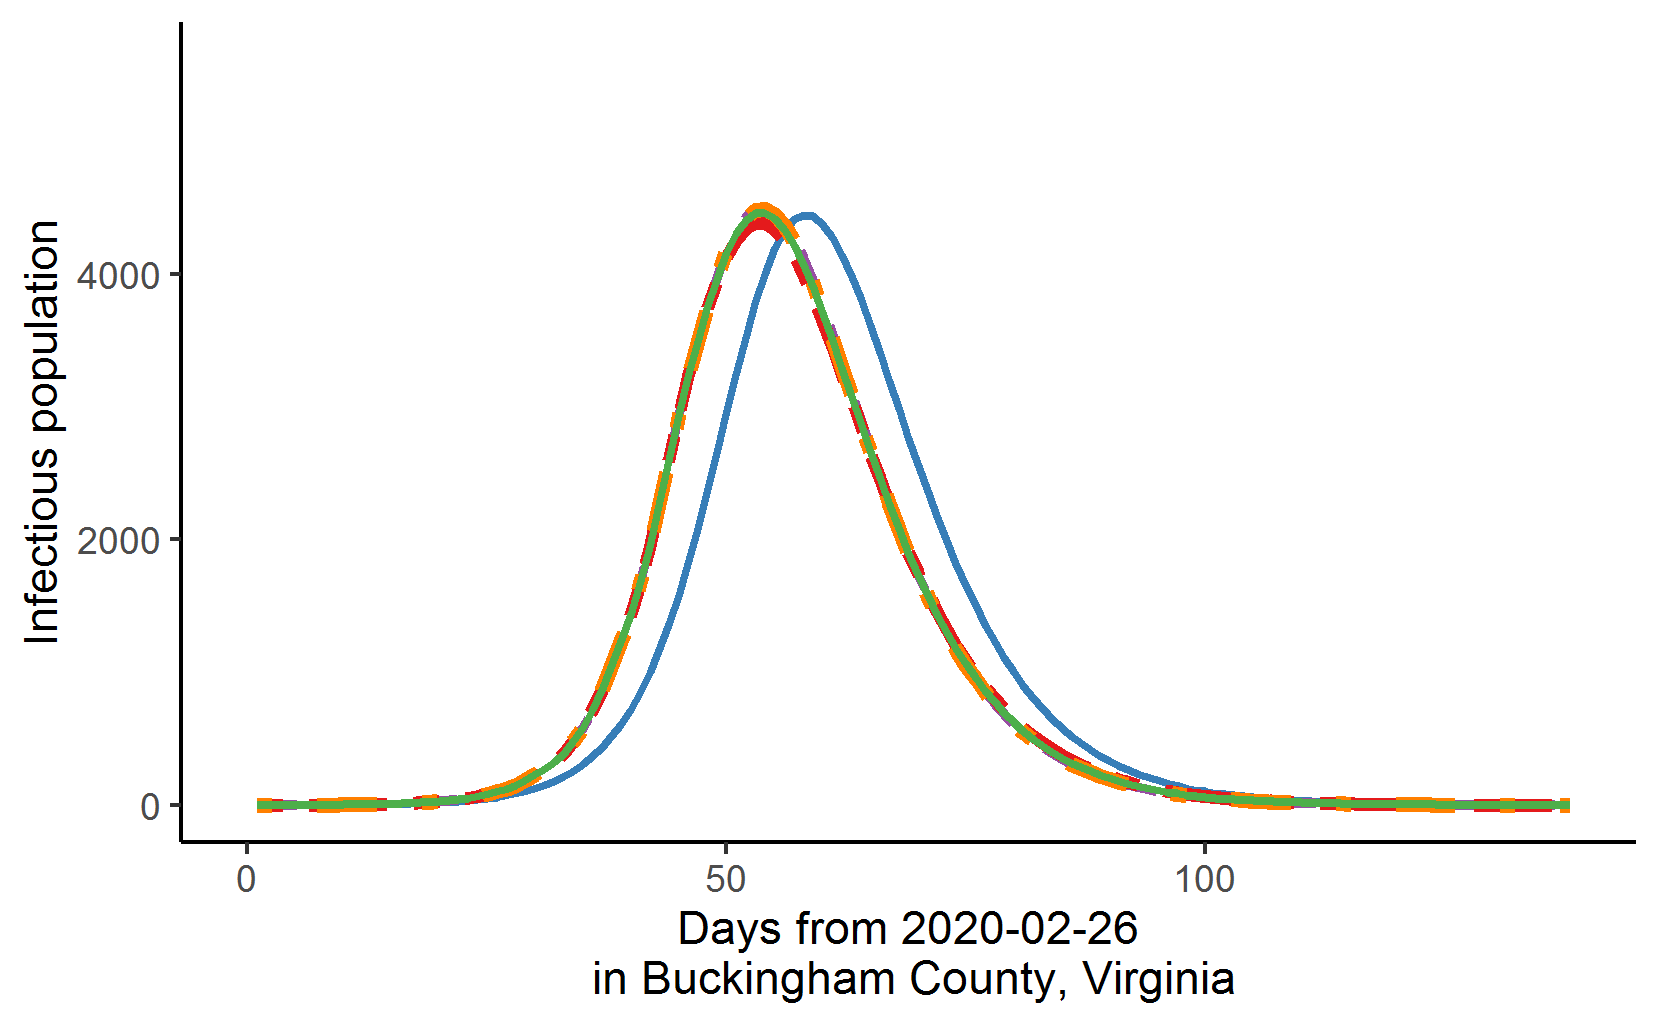 Infectious population
4000
2000
0
0 50 100
Days from 2020-02-26
in Buckingham County, Virginia